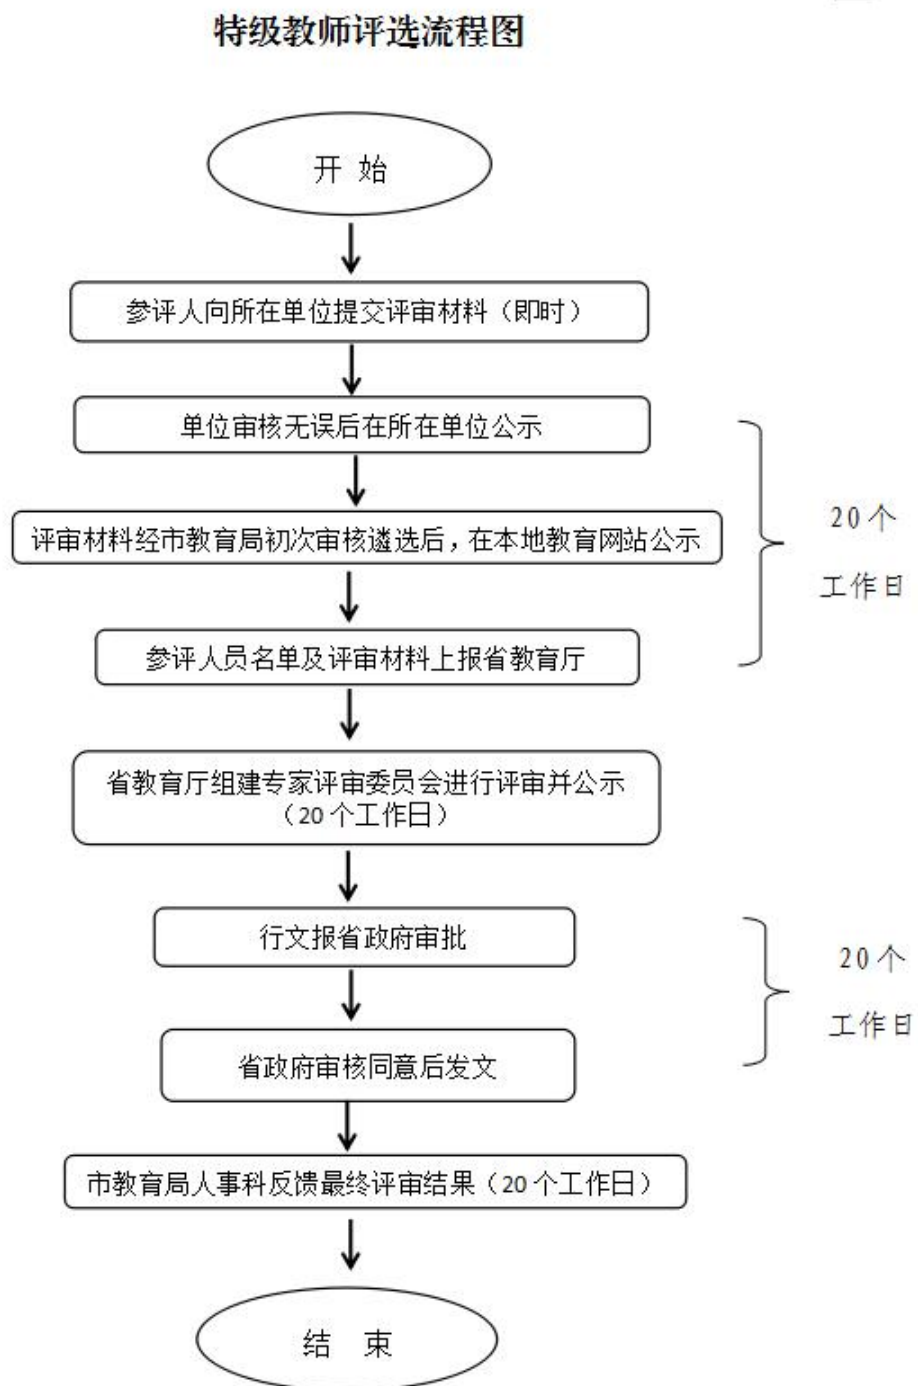 特级教师评选流程图
开 始
参评人向所在单位提交评审材料（即时）
单位审核无误后在所在单位公示
评审材料经市教育局初次审核遴选后，在本地教育网站公示
参评人员名单及评审材料上报省教育厅
20个
工作日
省教育厅组建专家评审委员会进行评审并公示
（20个工作日）
行文报省政府审批
省政府审核同意后发文
20个
工作日
市教育局人事科反馈最终评审结果（20个工作日）
结 束